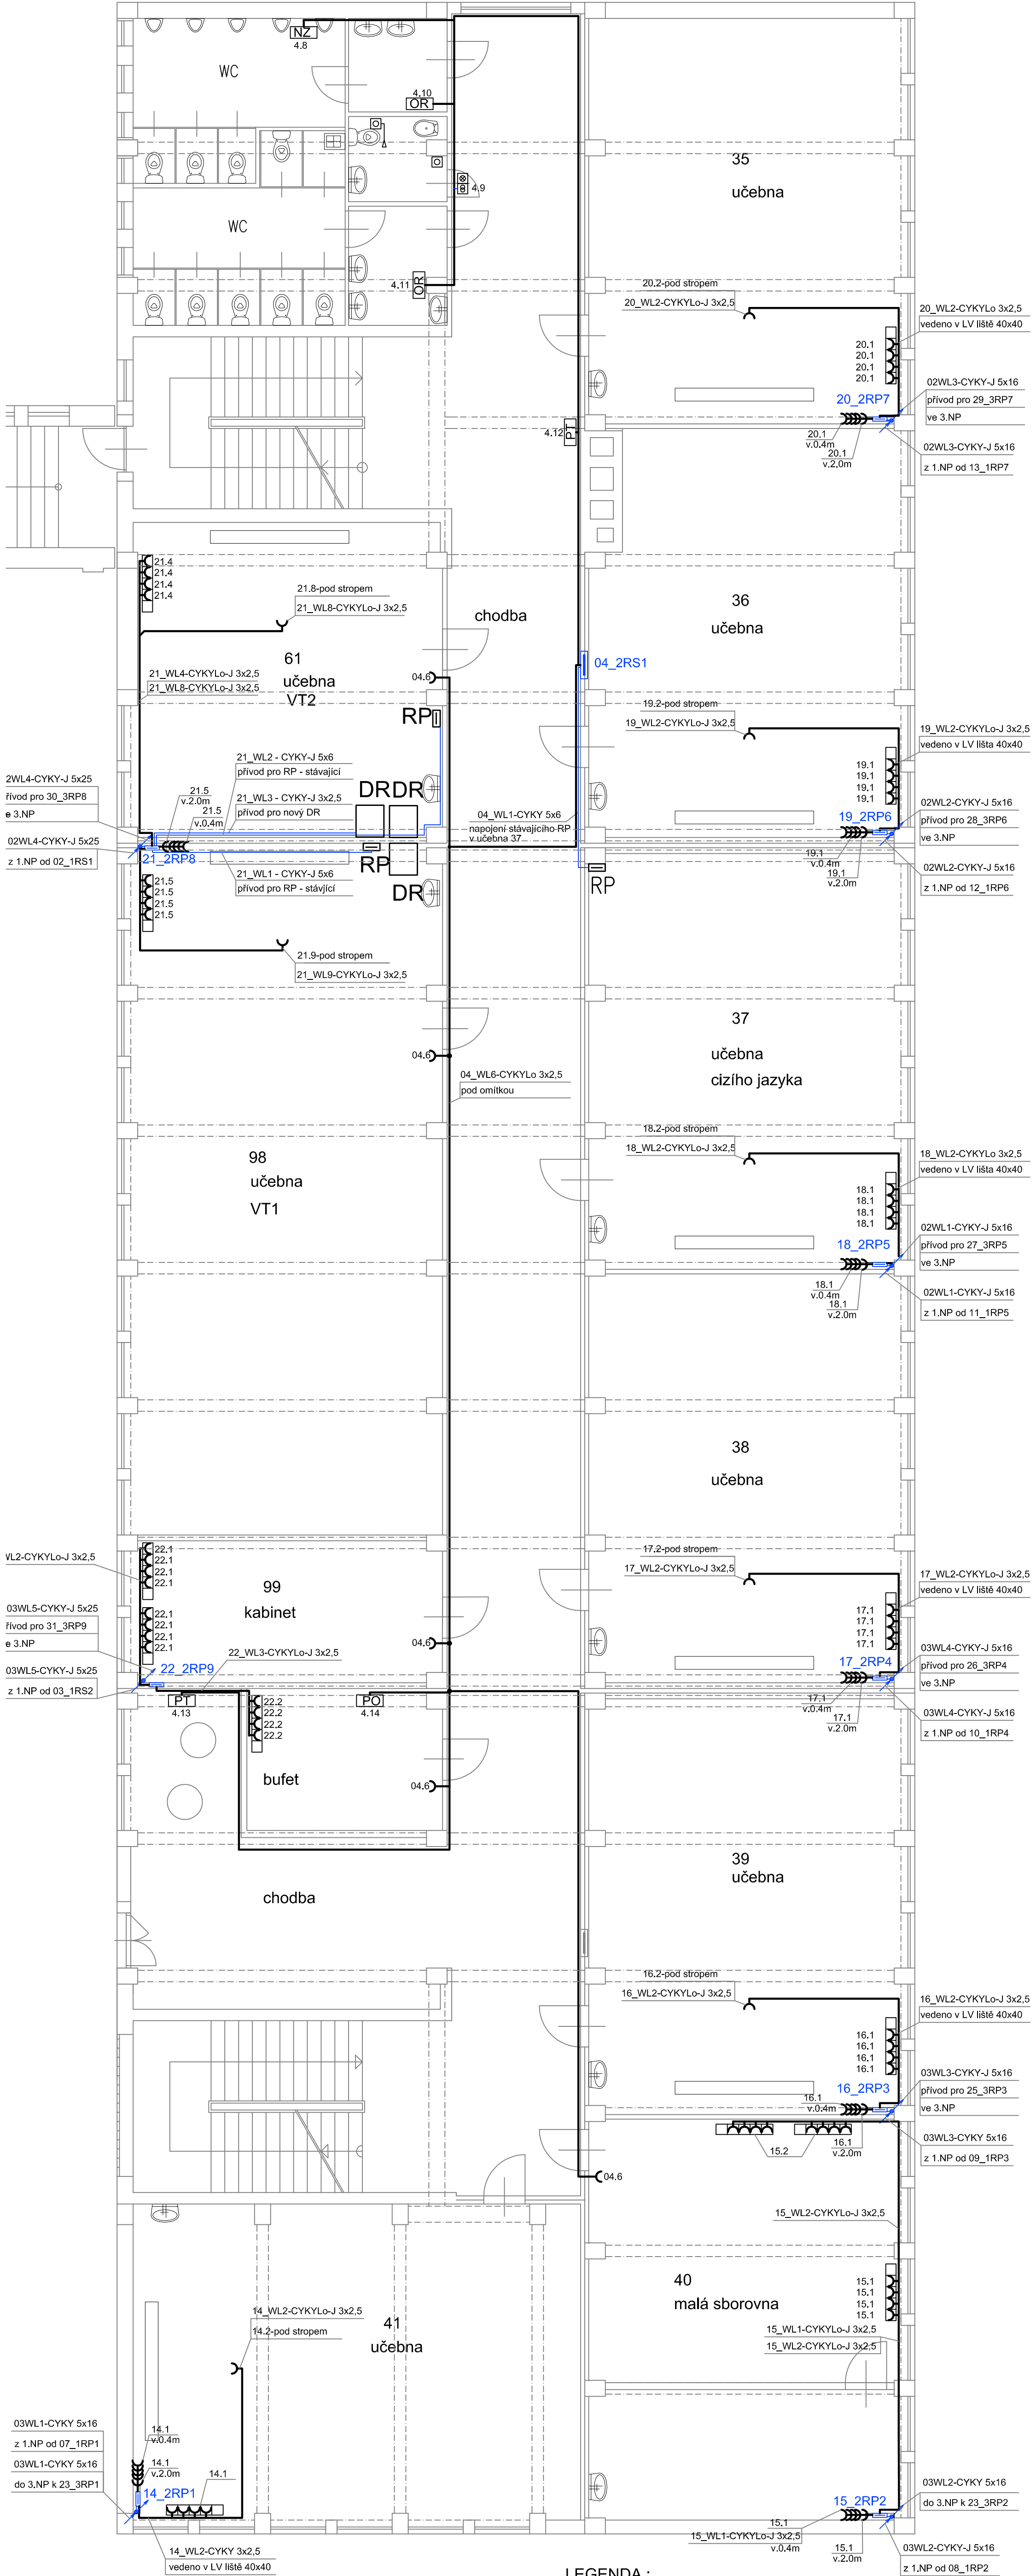 NZ
4.8
WC
4.10
OR
35
učebna
4.9
WC
4.11
OR
20.2-pod stropem
20_WL2-CYKYLo-J 3x2,5
20_WL2-CYKYLo 3x2,5
vedeno v LV liště 40x40
20.1
20.1
20.1
20.1
20_2RP7
02WL3-CYKY-J 5x16
přívod pro 29_3RP7
ve 3.NP
4.12
PT
20.1
v.0.4m
20.1
v.2.0m
02WL3-CYKY-J 5x16
z 1.NP od 13_1RP7
21.4
21.4
21.4
21.4
21.8-pod stropem
21_WL8-CYKYLo-J 3x2,5
chodba
36
učebna
61
učebna
VT2
04_2RS1
21_WL4-CYKYLo-J 3x2,5
21_WL8-CYKYLo-J 3x2,5
04.6
RP
19.2-pod stropem
19_WL2-CYKYLo-J 3x2,5
19_WL2-CYKYLo-J 3x2,5
vedeno v LV lišta 40x40
21_WL2 - CYKY-J 5x6
přívod pro RP - stávající
19.1
19.1
19.1
19.1
2WL4-CYKY-J 5x25
řívod pro 30_3RP8
e 3.NP
21.5
v.2.0m
21.5
v.0,4m
21_WL3 - CYKY-J 3x2,5
přívod pro nový DR
DR
DR
04_WL1-CYKY 5x6
napojení stávajícího RP
v učebna 37
19_2RP6
02WL2-CYKY-J 5x16
přívod pro 28_3RP6
ve 3.NP
02WL4-CYKY-J 5x25
z 1.NP od 02_1RS1
21_2RP8
RP
19.1
v.0.4m
19.1
v.2.0m
02WL2-CYKY-J 5x16
z 1.NP od 12_1RP6
21_WL1 - CYKY-J 5x6
přívod pro RP - stávjící
DR
RP
21.5
21.5
21.5
21.5
21.9-pod stropem
21_WL9-CYKYLo-J 3x2,5
37
učebna
cizího jazyka
04.6
04_WL6-CYKYLo 3x2,5
pod omítkou
18.2-pod stropem
18_WL2-CYKYLo-J 3x2,5
18_WL2-CYKYLo 3x2,5
vedeno v LV lišta 40x40
98
učebna
VT1
18.1
18.1
18.1
18.1
18_2RP5
02WL1-CYKY-J 5x16
přívod pro 27_3RP5
ve 3.NP
18.1
v.0.4m
18.1
v.2.0m
02WL1-CYKY-J 5x16
z 1.NP od 11_1RP5
38
učebna
WL2-CYKYLo-J 3x2,5
22.1
22.1
22.1
22.1
17.2-pod stropem
17_WL2-CYKYLo-J 3x2,5
17_WL2-CYKYLo-J 3x2,5
vedeno v LV liště 40x40
99
kabinet
22.1
22.1
22.1
22.1
17.1
17.1
17.1
17.1
03WL5-CYKY-J 5x25
řívod pro 31_3RP9
e 3.NP
04.6
22_WL3-CYKYLo-J 3x2,5
22_2RP9
17_2RP4
03WL4-CYKY-J 5x16
přívod pro 26_3RP4
ve 3.NP
03WL5-CYKY-J 5x25
z 1.NP od 03_1RS2
PT
4.13
22.2
22.2
22.2
22.2
PO
4.14
17.1
v.0.4m
17.1
v.2.0m
03WL4-CYKY-J 5x16
z 1.NP od 10_1RP4
bufet
04.6
39
učebna
chodba
16.2-pod stropem
16_WL2-CYKYLo-J 3x2,5
16_WL2-CYKYLo-J 3x2,5
vedeno v LV liště 40x40
16.1
16.1
16.1
16.1
16_2RP3
03WL3-CYKY-J 5x16
přívod pro 25_3RP3
ve 3.NP
16.1
v.0.4m
16.1
v.2.0m
15.2
03WL3-CYKY 5x16
z 1.NP od 09_1RP3
04.6
15_WL2-CYKYLo-J 3x2,5
40
malá sborovna
15.1
15.1
15.1
15.1
14_WL2-CYKYLo-J 3x2,5
14.2-pod stropem
41
učebna
15_WL1-CYKYLo-J 3x2,5
15_WL2-CYKYLo-J 3x2,5
03WL1-CYKY 5x16
z 1.NP od 07_1RP1
03WL1-CYKY 5x16
do 3.NP k 23_3RP1
14.1
v.0.4m
14.1
v.2.0m
14.1
14_2RP1
15_2RP2
03WL2-CYKY 5x16
do 3.NP k 23_3RP2
15.1
15_WL1-CYKYLo-J 3x2,5
v.0,4m
15.1
v.2.0m
03WL2-CYKY-J 5x16
z 1.NP od 08_1RP2
14_WL2-CYKY 3x2,5
vedeno v LV liště 40x40
LEGENDA :